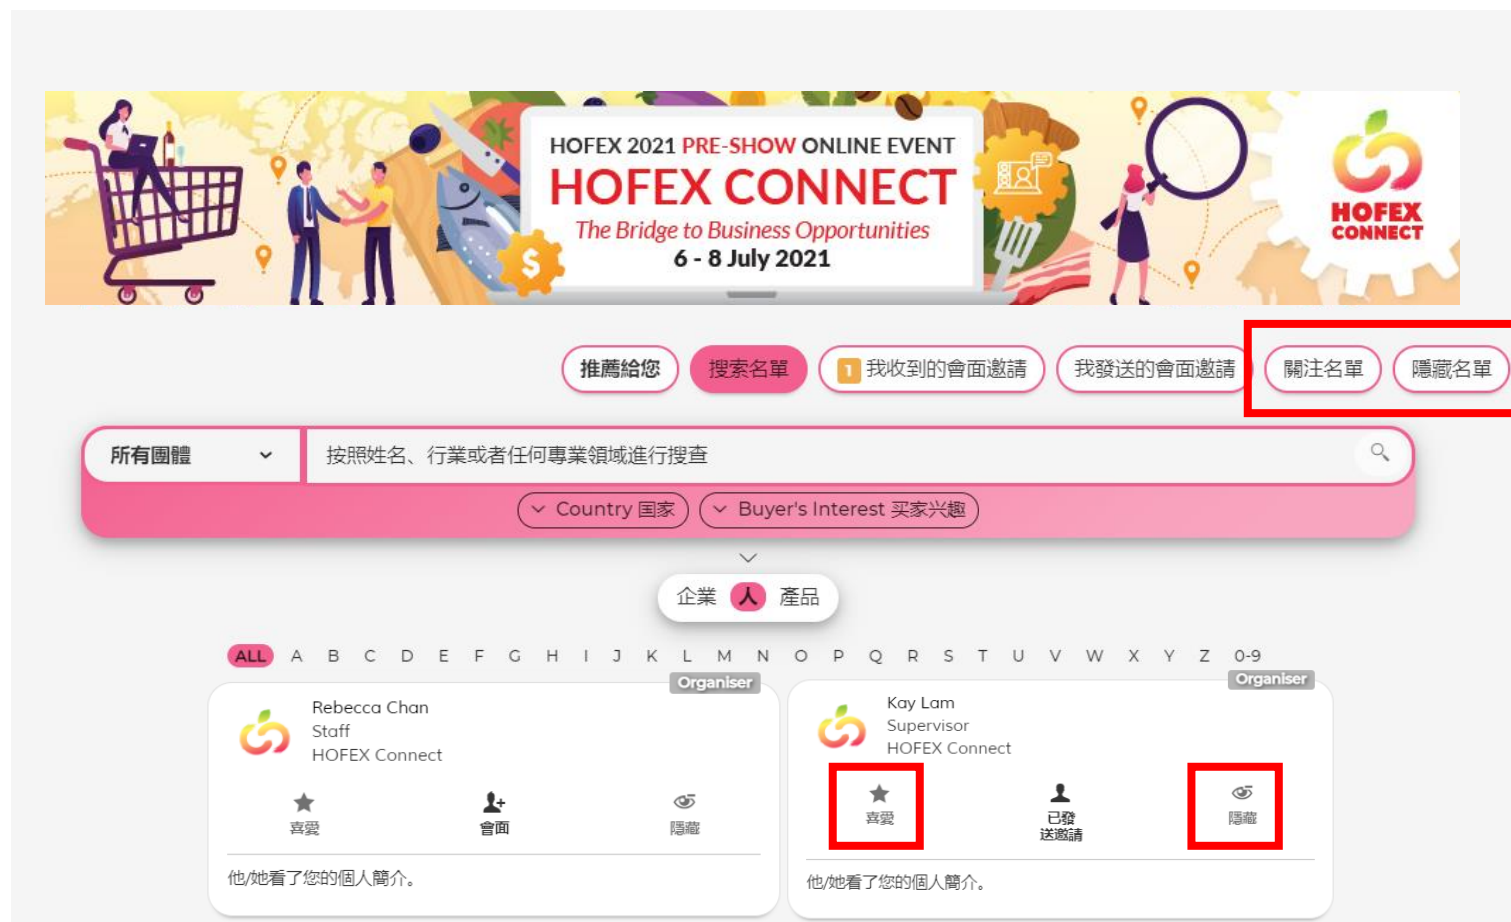 HOFEX 2021 PRE-SHOW ONLINE EVENT
HOFEX CONNECT
The Bridge to Business Opportunities
6 - 8 July 2021
$
HOFEX
CONNECT
推薦給您 搜索名單 1 我收到的會面邀請 我發送的會面邀請 關注名單 隱藏名單
所有團體 按照姓名、行業或者任何專業領域進行搜查
Country 国家 Buyer's Interest 买家兴趣
企業 人 產品
ALL A B C D E F G H I J K L M N O P Q R S T U V W X Y Z 0-9
Organiser
Rebecca Chan
Staff
HOFEX Connect
喜愛 會面 隱藏
他/她看了您的個人簡介。
Organiser
Kay Lam
Supervisor
HOFEX Connect
喜愛 已發 隱藏
送邀請
他/她看了您的個人簡介。